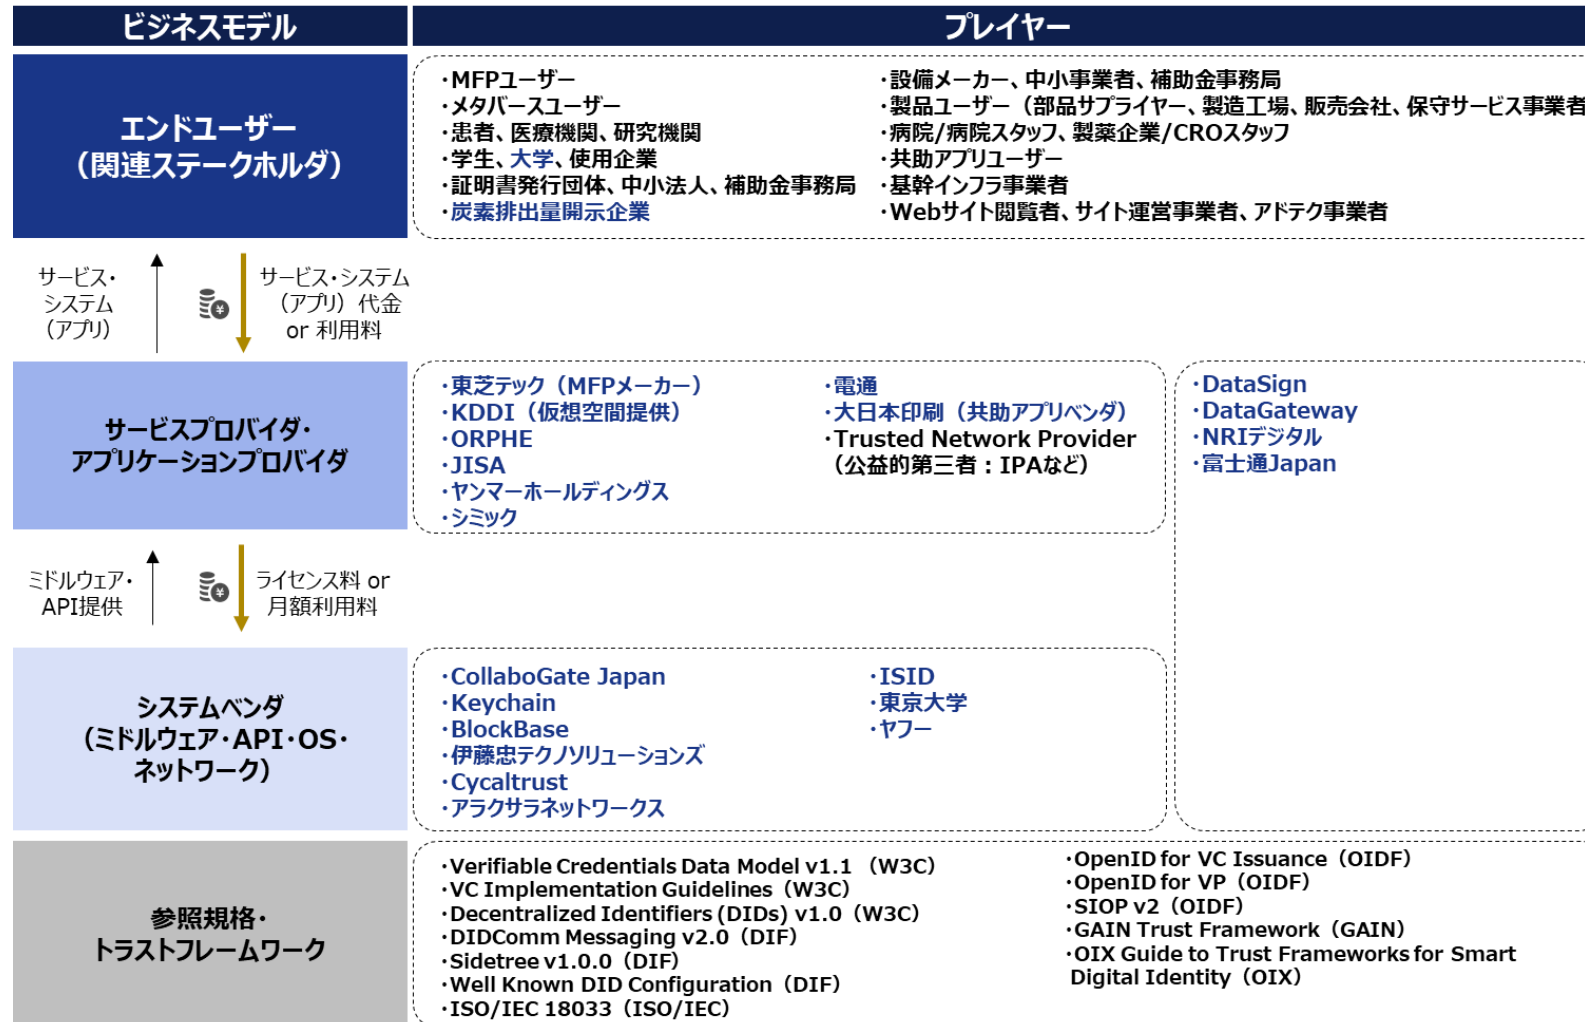 ビジネスモデル
プレイヤー
エンドユーザー
（関連ステークホルダ）
・MFPユーザー
・メタバースユーザー
・患者、医療機関、研究機関
・学生、大学、使用企業
・証明書発行団体、中小法人、補助金事務局
・炭素排出量開示企業
・設備メーカー、中小事業者、補助金事務局
・製品ユーザー（部品サプライヤー、製造工場、販売会社、保守サービス事業者
・病院/病院スタッフ、製薬企業/CROスタッフ
・共助アプリユーザー
・基幹インフラ事業者
・Webサイト閲覧者、サイト運営事業者、アドテク事業者
サービス・
システム
（アプリ）
¥
サービス・システム
（アプリ）代金
or 利用料
サービスプロバイダ・
アプリケーションプロバイダ
・東芝テック（MFPメーカー）
・KDDI（仮想空間提供）
・ORPHE
・JISA
・ヤンマーホールディングス
・シミック
・電通
・大日本印刷（共助アプリベンダ）
・Trusted Network Provider
（公益的第三者：IPAなど）
・DataSign
・DataGateway
・NRIデジタル
・富士通Japan
ミドルウェア・
API提供
¥
ライセンス料 or
月額利用料
システムベンダ
（ミドルウェア・API・OS・
ネットワーク）
・CollaboGate Japan
・Keychain
・BlockBase
・伊藤忠テクノソリューションズ
・Cycaltrust
・アラクサラネットワークス
・ISID
・東京大学
・ヤフー
参照規格・
トラストフレームワーク
・Verifiable Credentials Data Model v1.1 （W3C）
・VC Implementation Guidelines（W3C）
・Decentralized Identifiers (DIDs) v1.0（W3C）
・DIDComm Messaging v2.0（DIF）
・Sidetree v1.0.0（DIF）
・Well Known DID Configuration（DIF）
・ISO/IEC 18033（ISO/IEC）
・OpenID for VC Issuance（OIDF）
・OpenID for VP（OIDF）
・SIOP v2（OIDF）
・GAIN Trust Framework（GAIN）
・OIX Guide to Trust Frameworks for Smart
Digital Identity（OIX）